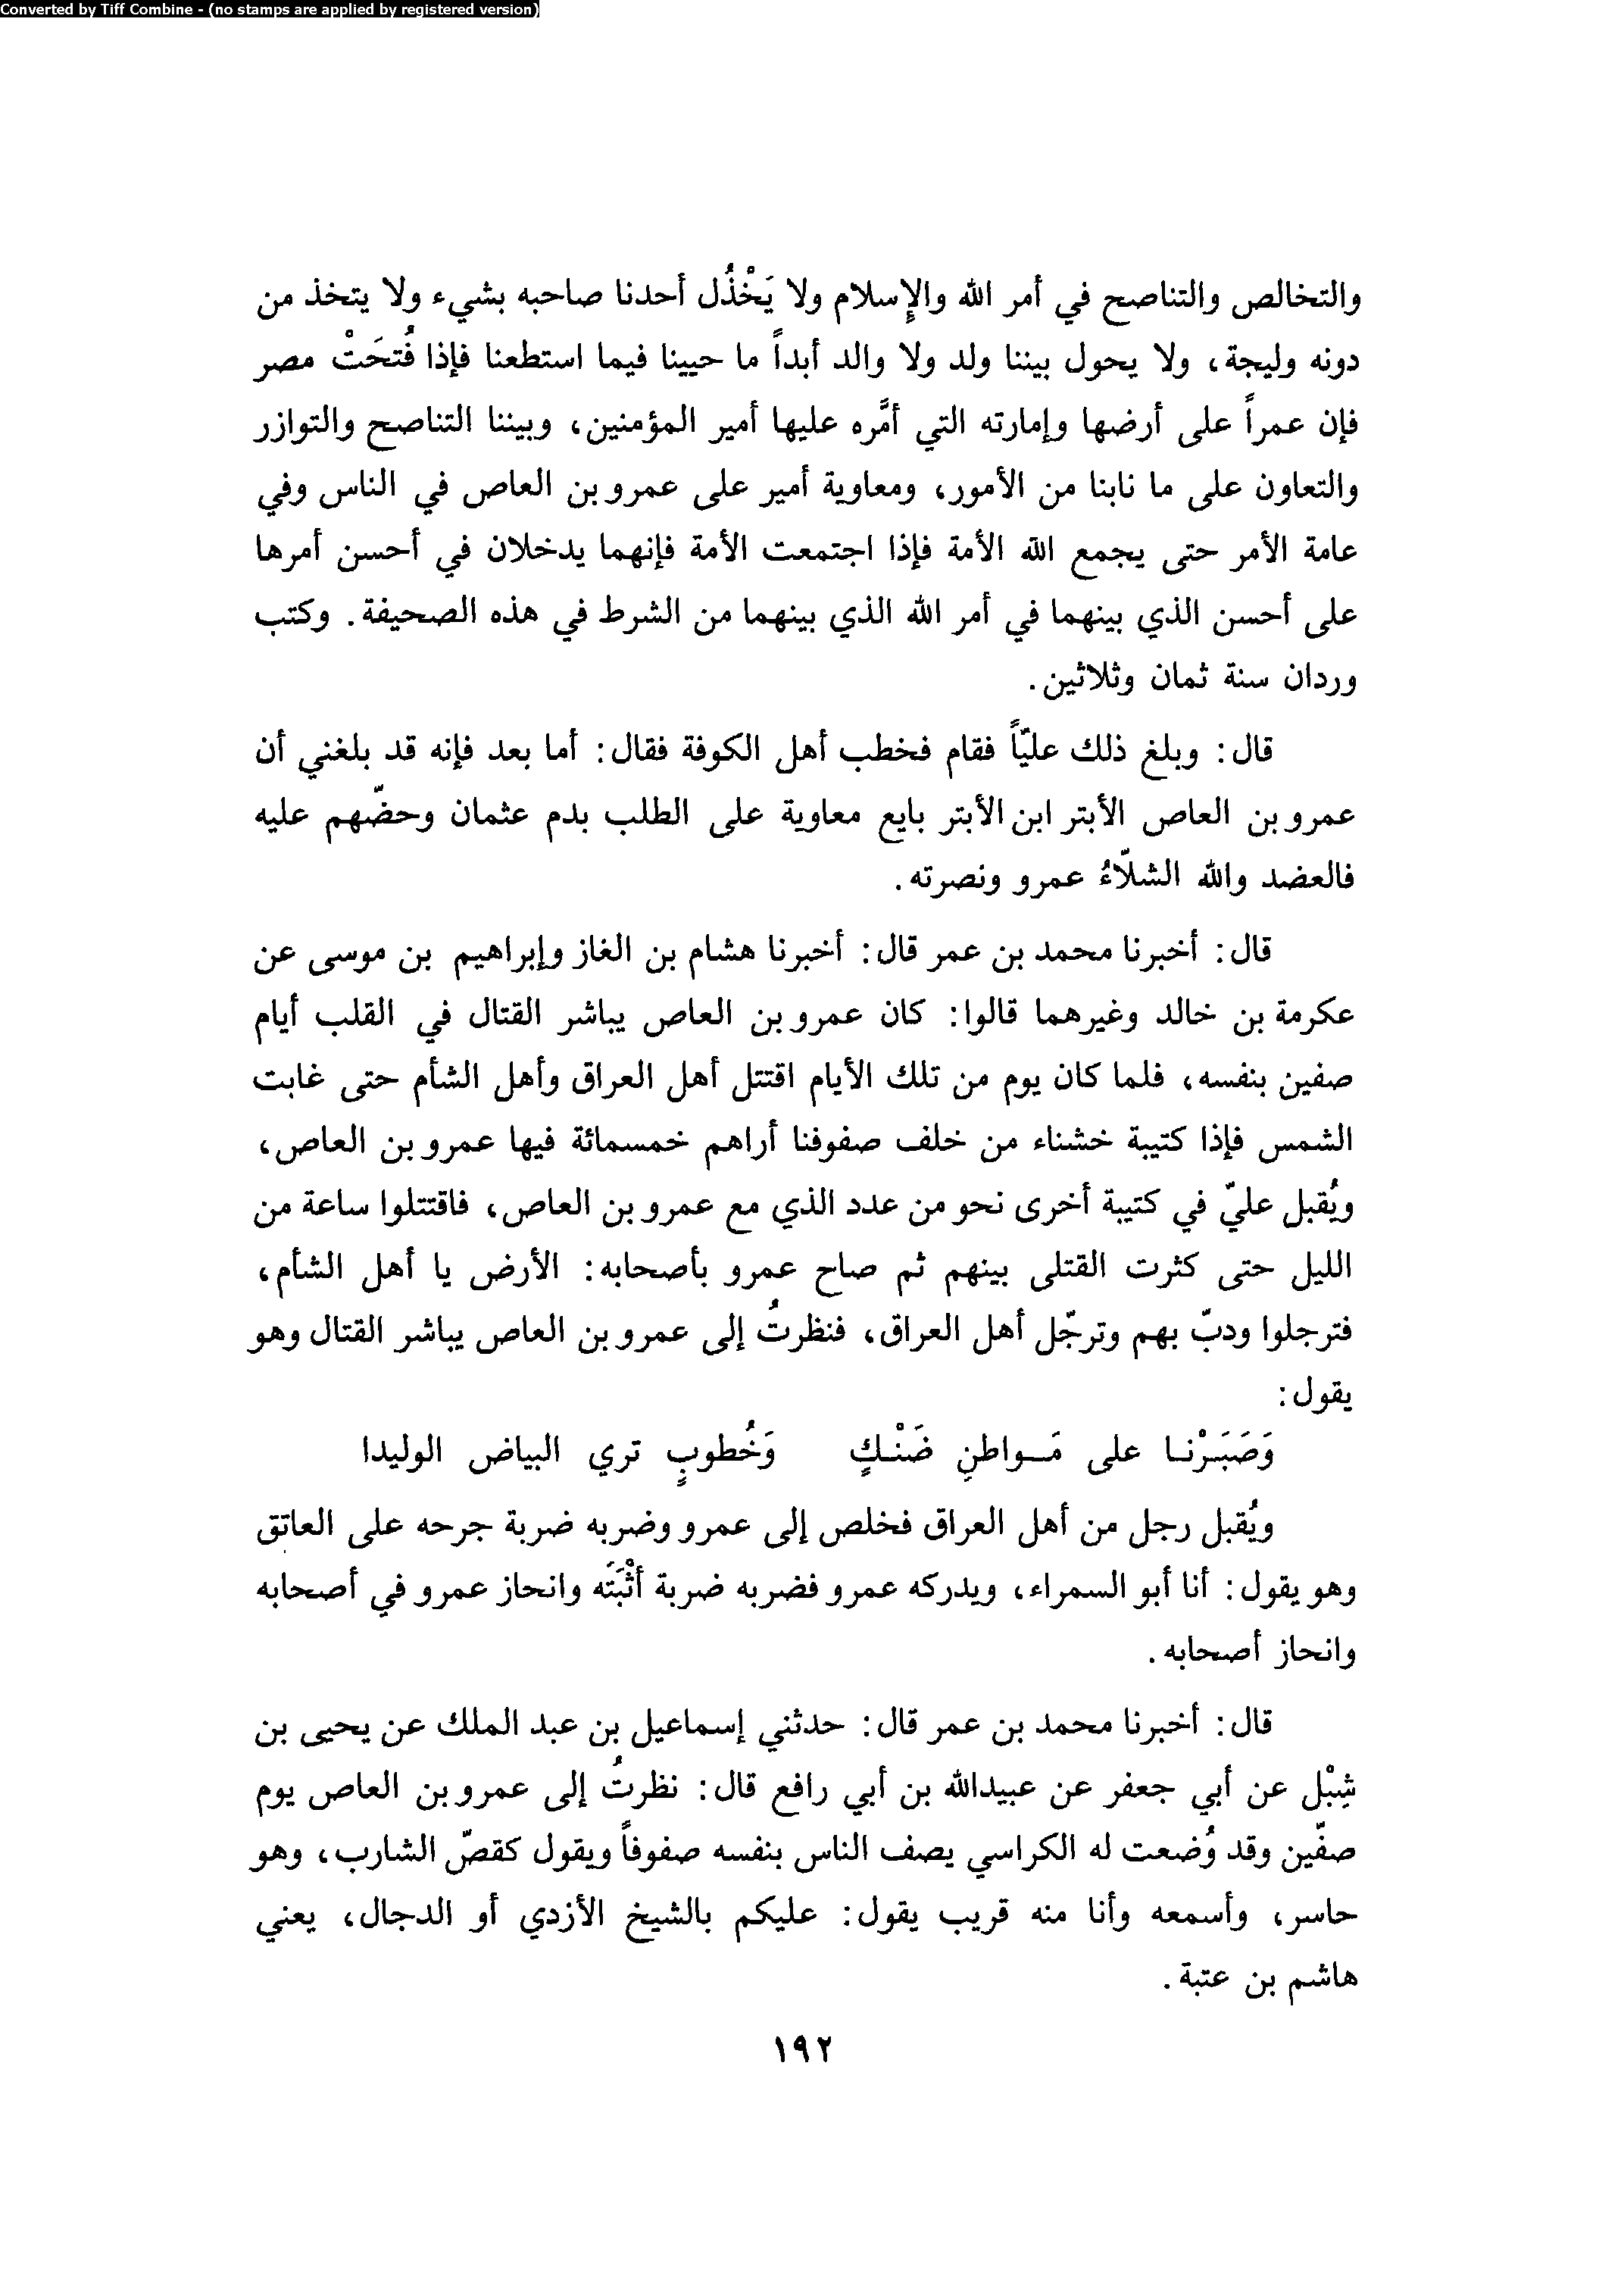 Converted by Tiff Combine - (no stamps are applied by registered version)
والتخالص والتناصح في أمر الله والإِسلام ولا يَخْذُل أحدنا صاحبه بشيء ولا يتخذ من
دونه وليجة، ولا يحول بيننا ولد ولا والد أبداً ما حيينا فيما استطعنا فإذا فُتحَتْ مصر
فإن عمراً على أرضها وإمارته التي أمَّره عليها أمير المؤمنين، وبيننا التناصح والتوازر
والتعاون على ما نابنا من الأمور، ومعاوية أمير على عمرو بن العاص في الناس وفي
عامة الأمر حتى يجمع الله الأمة فإذا اجتمعت الأمة فإنهما يدخلان في أحسن أمرها
على أحسن الذي بينهما في أمر الله الذي بينهما من الشرط في هذه الصحيفة. وكتب
وردان سنة ثمان وثلاثين.
قال: وبلغ ذلك عليّاً فقام فخطب أهل الكوفة فقال: أما بعد فإنه قد بلغني أن
عمرو بن العاص الأبتر ابن الأبتر بايع معاوية على الطلب بدم عثمان وحضّهم عليه
فالعضد والله الشلّاءُ عمرو ونصرته.
قال: أخبرنا محمد بن عمر قال: أخبرنا هشام بن الغاز وإبراهيم بن موسى عن
عكرمة بن خالد وغيرهما قالوا: كان عمرو بن العاص يباشر القتال في القلب أيام
صفين بنفسه، فلما كان يوم من تلك الأيام اقتتل أهل العراق وأهل الشأم حتى غابت
الشمس فإذا كتيبة خشناء من خلف صفوفنا أراهم خمسمائة فيها عمرو بن العاص،
ويُقبل عليّ في كتيبة أخرى نحو من عدد الذي مع عمرو بن العاص، فاقتتلوا ساعة من
الليل حتى كثرت القتلى بينهم ثم صاح عمرو بأصحابه: الأرض يا أهل الشأم،
فترجلوا ودبّ بهم وترجّل أهل العراق، فنظرتُ إلى عمرو بن العاص يباشر القتال وهو
يقول:
وَصَبَرْنا على مَواطنِ ضَنْكٍ وَخُطوبٍ تري البياض الوليدا
ويُقبل رجل من أهل العراق فخلص إلى عمرو وضربه ضربة جرحه على العاتق
وهو يقول: أنا أبو السمراء، ويدركه عمرو فضربه ضربة أثْبَتَه وانحاز عمرو في أصحابه
وانحاز أصحابه.
قال: أخبرنا محمد بن عمر قال: حدثني إسماعيل بن عبد الملك عن يحيى بن
شِبْل عن أبي جعفر عن عبيدالله بن أبي رافع قال: نظرتُ إلى عمرو بن العاص يوم
صفّين وقد وُضعت له الكراسي يصف الناس بنفسه صفوفاً ويقول كقصّ الشارب، وهو
حاسر، وأسمعه وأنا منه قريب يقول: عليكم بالشيخ الأزدي أو الدجال، يعني
هاشم بن عتبة.
١٩٢